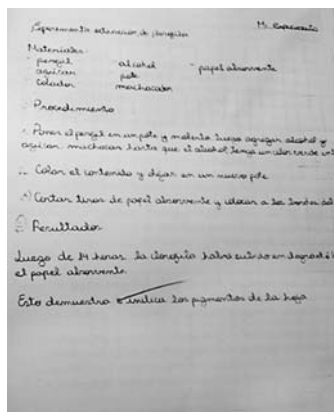 Experimento extracción de clorofila
Materiales:
- perejil - alcohol - papel absorvente
azúcar pote
colador machacador
Procedimiento
Poner el perejil en un pote y molerlo luego agregar alcohol y
azúcar machacar hasta que el alcohol tenga un color verde
Colar el contenido y dejar en un nuevo pote
Cortar tiras de papel absorvente y colocar a los bordes del
Resultados
Luego de 24 horas la clorofila habrá subido en
el papel absorvente.
Esto demuestra e indica los pigmentos de la hoja